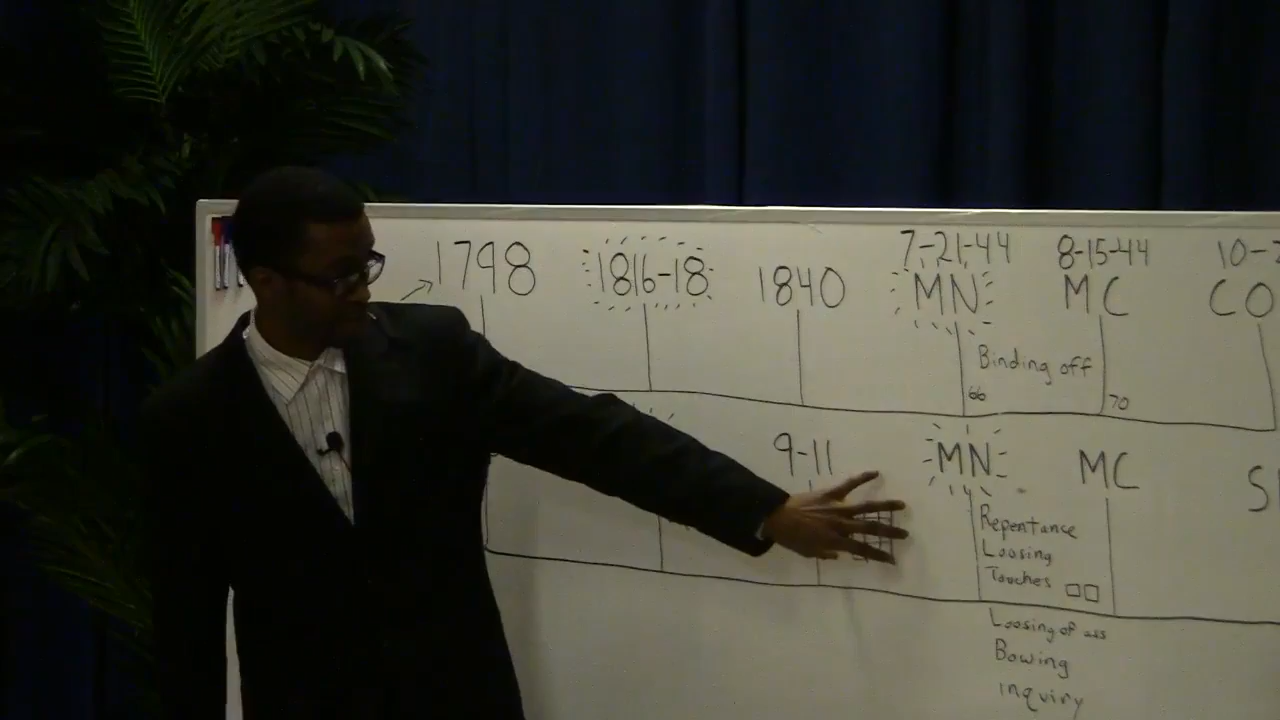 7-21-44 8-15-44 10-
1798 1816-18 1840 MN MC CO
Binding off
66 70
9-11 MN MC S
Repentance
Loosing
Touches
Loosing of ass
Bowing
inquiry